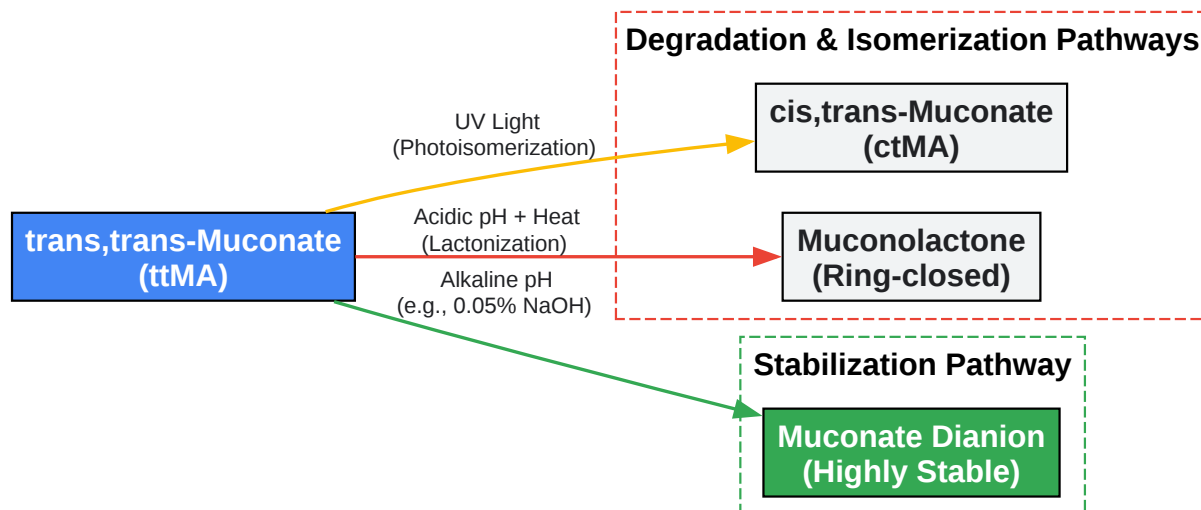 Degradation & Isomerization Pathways
cis,trans-Muconate
(ctMA)
UV Light
(Photoisomerization)
trans,trans-Muconate
(ttMA)
Acidic pH + Heat
(Lactonization)
Muconolactone
(Ring-closed)
Alkaline pH
(e.g., 0.05% NaOH)
Stabilization Pathway
Muconate Dianion
(Highly Stable)